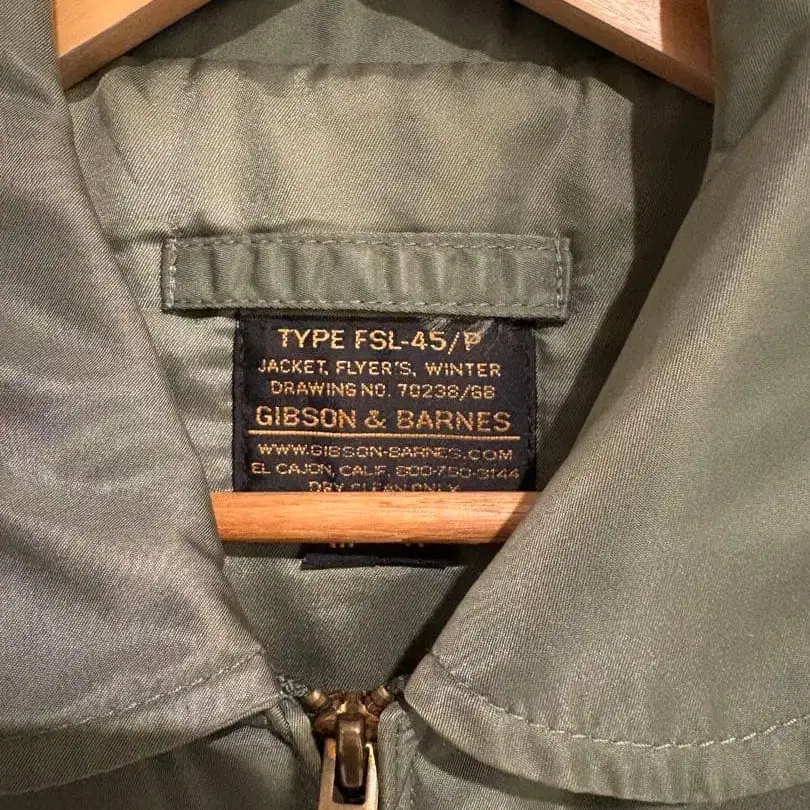 TYPE FSL-45/P
JACKET, FLYER'S, WINTER
DRAWING NO. 70238/GB
GIBSON & BARNES
WWW.GIBSON-BARNES.COM
EL CAJON, CALIF. 800-750-3144
DRY CLEAN ONLY